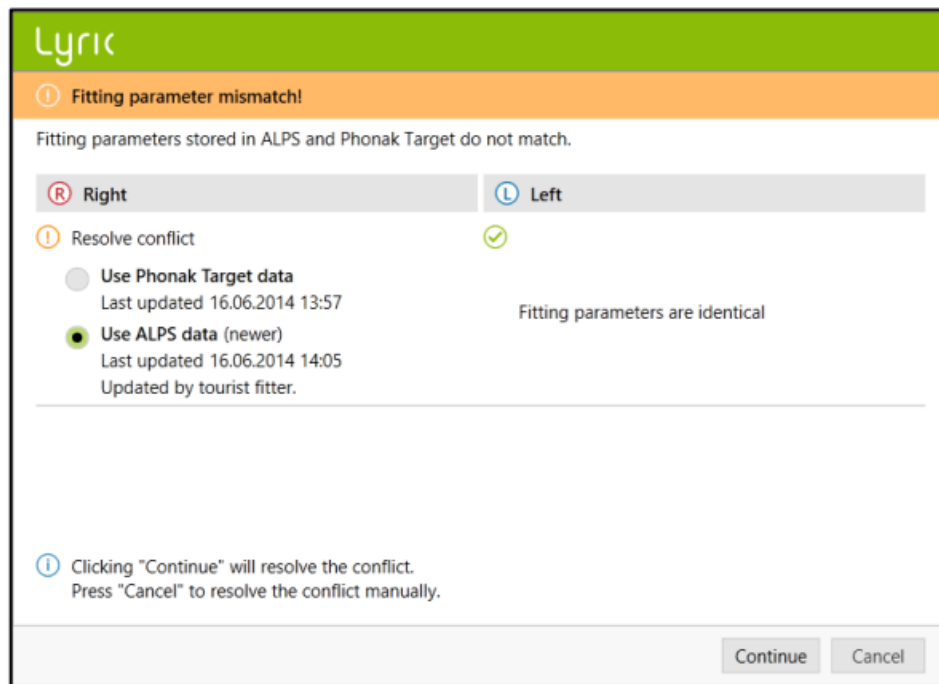 Lyric
Fitting parameter mismatch!
Fitting parameters stored in ALPS and Phonak Target do not match.
R Right
L Left
Resolve conflict
Use Phonak Target data
Last updated 16.06.2014 13:57
Use ALPS data (newer)
Last updated 16.06.2014 14:05
Updated by tourist fitter.
Fitting parameters are identical
Clicking "Continue" will resolve the conflict.
Press "Cancel" to resolve the conflict manually.
Continue
Cancel